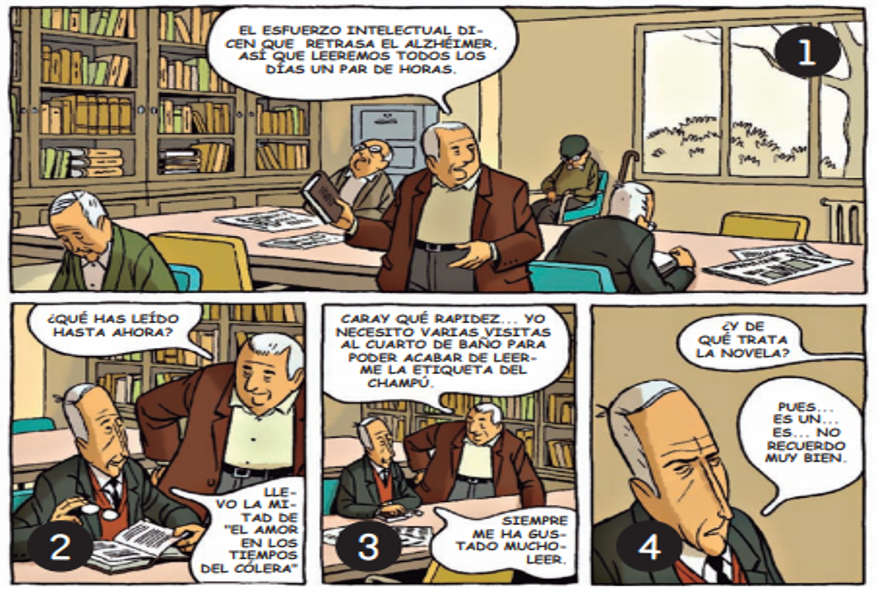 EL ESFUERZO INTELECTUAL DI-
CEN QUE RETRASA EL ALZHÉIMER,
ASÍ QUE LEEREMOS TODOS LOS
DÍAS UN PAR DE HORAS.
1
¿QUÉ HAS LEÍDO
HASTA AHORA?
LLE-
VO LA MI-
TAD DE
"EL AMOR
EN LOS
TIEMPOS
DEL CÓLERA"
2
CARAY QUÉ RAPIDEZ... YO
NECESITO VARIAS VISITAS
AL CUARTO DE BAÑO PARA
PODER ACABAR DE LEER-
ME LA ETIQUETA DEL
CHAMPÚ.
SIEMPRE
ME HA GUS-
TADO MUCHO
LEER.
3
¿Y DE
QUÉ TRATA
LA NOVELA?
PUES...
ES UN...
ES... NO
RECUERDO
MUY BIEN.
4